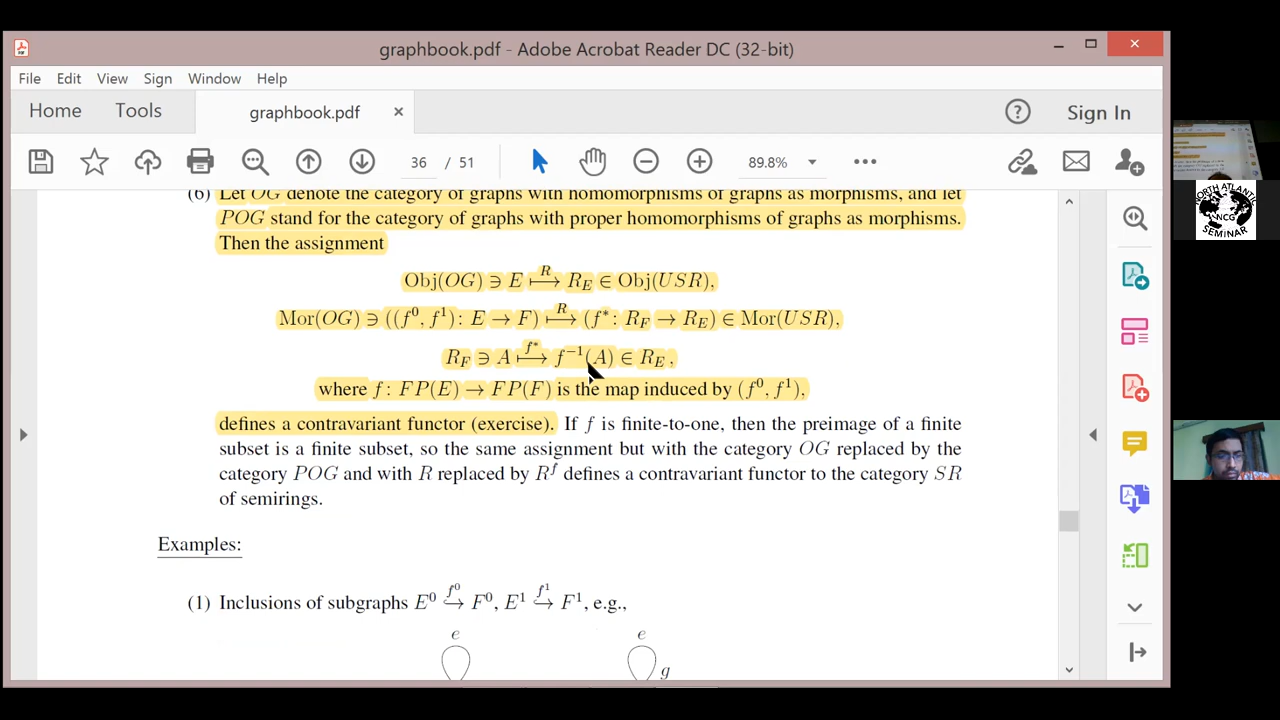 graphbook.pdf - Adobe Acrobat Reader DC (32-bit)
File Edit View Sign Window Help
Home Tools graphbook.pdf × Sign In
36 / 51 89.8%
(6) Let OG denote the category of graphs with homomorphisms of graphs as morphisms, and let
POG stand for the category of graphs with proper homomorphisms of graphs as morphisms.
Then the assignment
Obj(OG) ∋ E ⟼^R R_E ∈ Obj(USR),
Mor(OG) ∋ ((f^0, f^1): E → F) ⟼^R (f^*: R_F → R_E) ∈ Mor(USR),
R_F ∋ A ⟼^{f^*} f^{-1}(A) ∈ R_E,
where f: FP(E) → FP(F) is the map induced by (f^0, f^1),
defines a contravariant functor (exercise). If f is finite-to-one, then the preimage of a finite
subset is a finite subset, so the same assignment but with the category OG replaced by the
category POG and with R replaced by R^f defines a contravariant functor to the category SR
of semirings.
Examples:
(1) Inclusions of subgraphs E^0 ↪^{f^0} F^0, E^1 ↪^{f^1} F^1, e.g.,
e e
g
NORTH ATLANTIC
NCG
SEMINAR